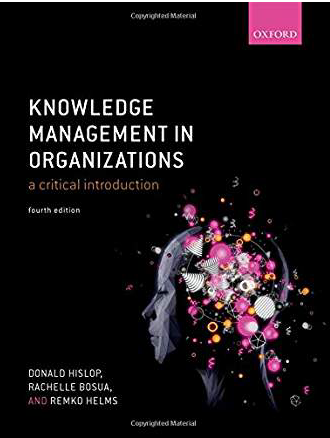 Copyrighted Material
OXFORD
KNOWLEDGE
MANAGEMENT IN
ORGANIZATIONS
a critical introduction
fourth edition
DONALD HISLOP,
RACHELLE BOSUA,
AND REMKO HELMS
Copyrighted Material